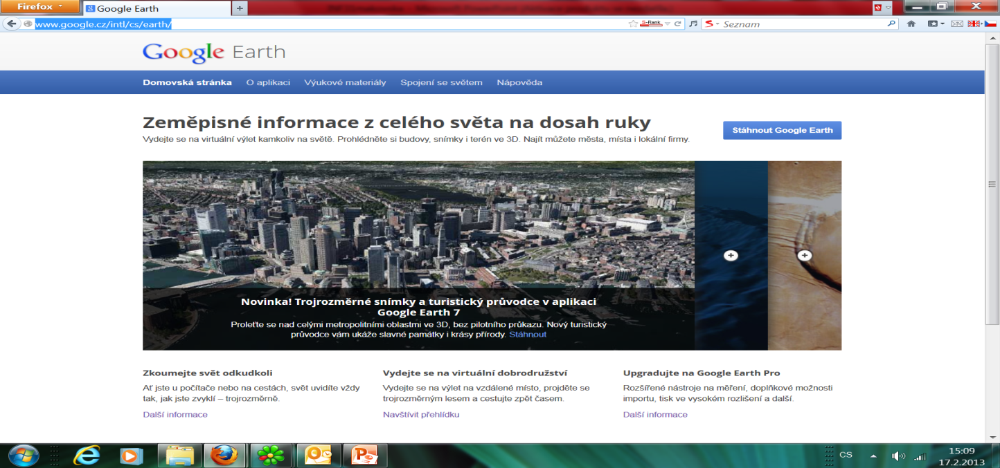 Firefox
Google Earth
www.google.cz/intl/cs/earth/
S-Rank
Seznam
Google Earth
Domovská stránka O aplikaci Výukové materiály Spojení se světem Nápověda
Zeměpisné informace z celého světa na dosah ruky
Vydejte se na virtuální výlet kamkoliv na světě. Prohlédněte si budovy, snímky i terén ve 3D. Najít můžete města, místa i lokální firmy.
Stáhnout Google Earth
Novinka! Trojrozměrné snímky a turistický průvodce v aplikaci
Google Earth 7
Proleťte se nad celými metropolitními oblastmi ve 3D, bez pilotního průkazu. Nový turistický
průvodce vám ukáže slavné památky i krásy přírody. Stáhnout
Zkoumejte svět odkudkoli
Ať jste u počítače nebo na cestách, svět uvidíte vždy
tak, jak jste zvyklí – trojrozměrně.
Další informace
Vydejte se na virtuální dobrodružství
Vydejte se na výlet na vzdálené místo, projděte se
trojrozměrným lesem a cestujte zpět časem.
Navštívit přehlídku
Upgradujte na Google Earth Pro
Rozšířené nástroje na měření, doplňkové možnosti
importu, tisk ve vysokém rozlišení a další.
Další informace
CS
15:09
17.2.2013